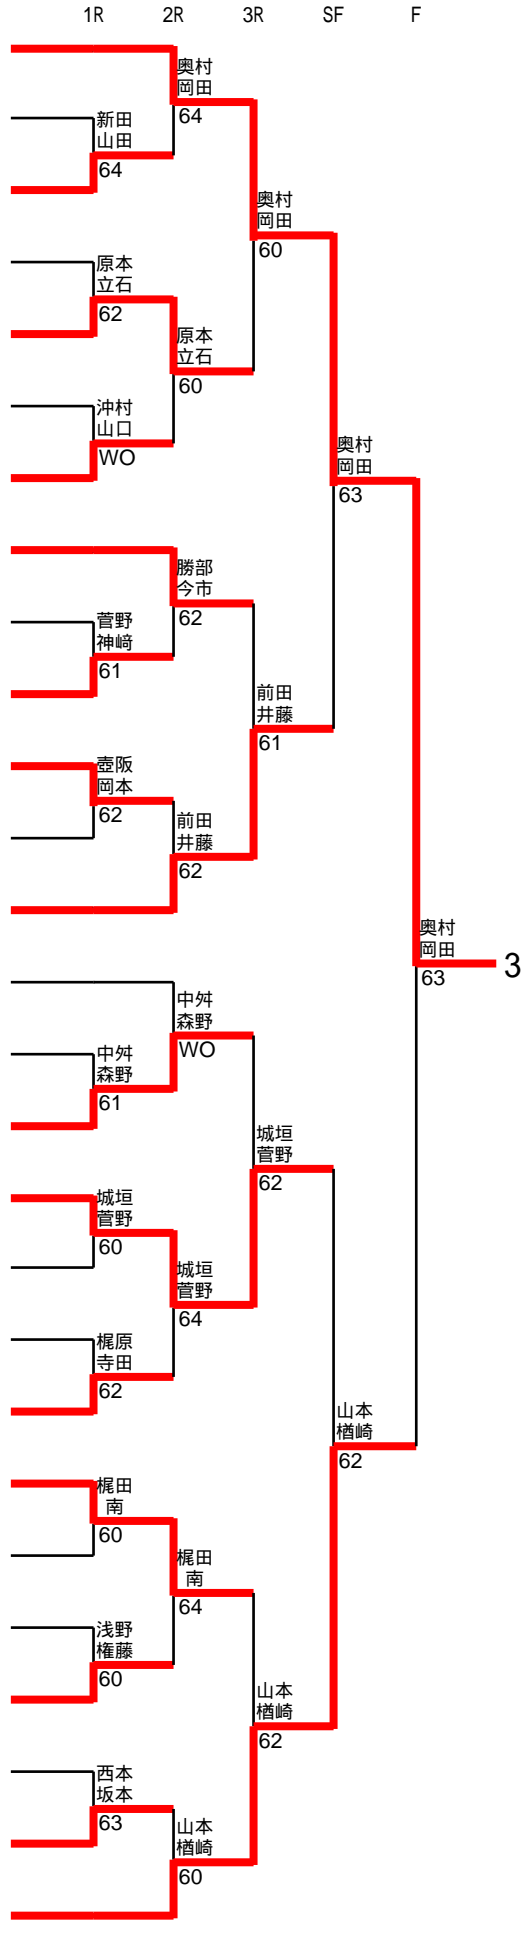 1R 2R 3R SF F
奥村
岡田
64
新田
山田
64
奥村
岡田
60
原本
立石
62
原本
立石
60
沖村
山口
WO
奥村
岡田
63
勝部
今市
62
菅野
神﨑
61
前田
井藤
61
壺阪
岡本
62
前田
井藤
62
奥村
岡田
63
3
中舛
森野
WO
中舛
森野
61
城垣
菅野
62
城垣
菅野
60
城垣
菅野
64
梶原
寺田
62
山本
楢崎
62
梶田
南
60
梶田
南
64
浅野
権藤
60
山本
楢崎
62
西本
坂本
63
山本
楢崎
60